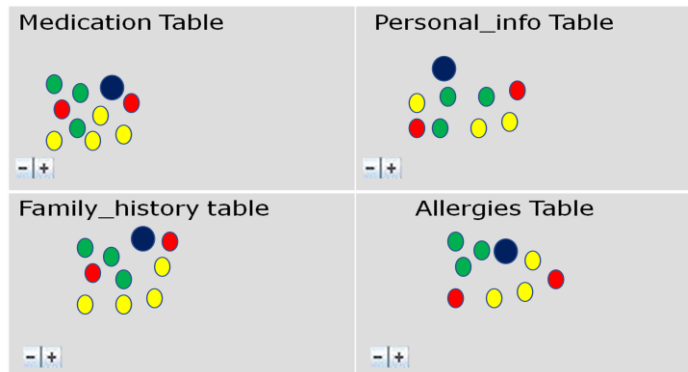 Medication Table
Personal_info Table
- +
- +
Family_history table
Allergies Table
- +
- +